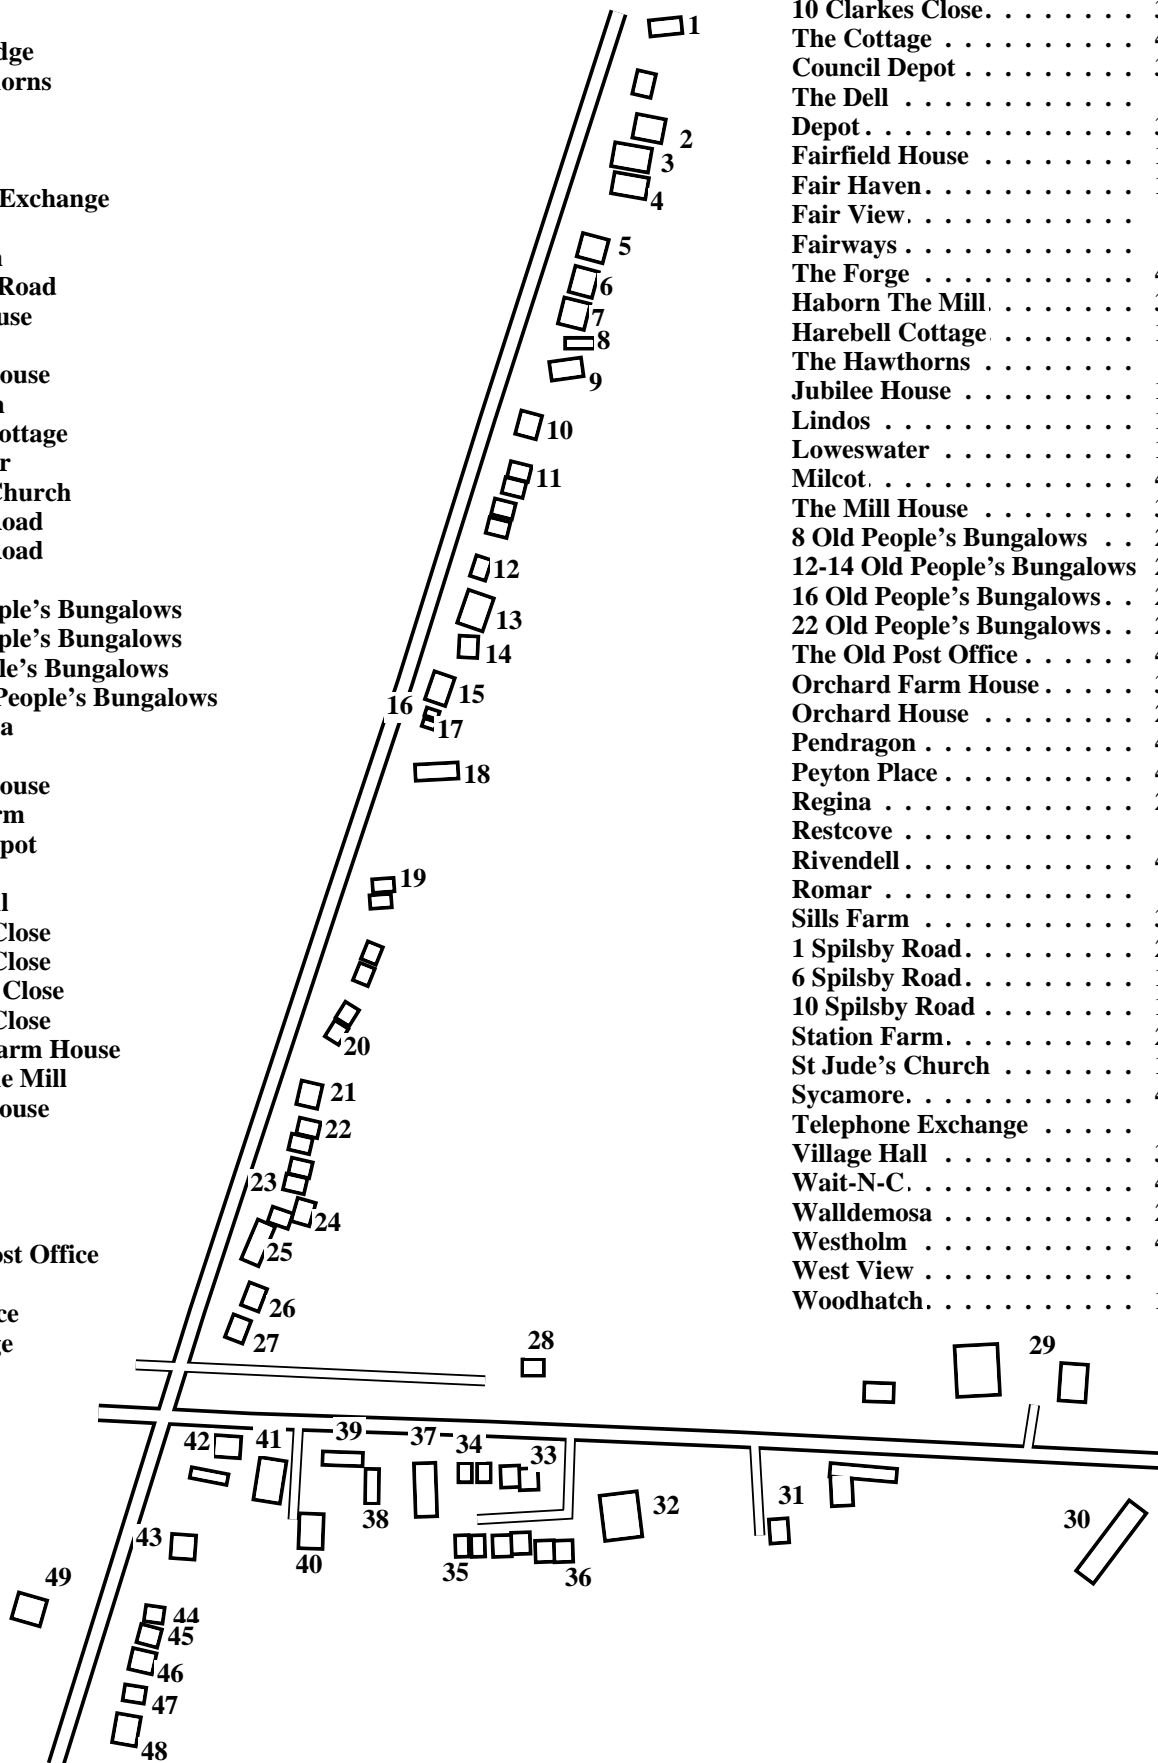 dge
orns
Exchange
n
Road
use
ouse
n
ottage
r
Church
oad
oad
ple's Bungalows
ple's Bungalows
le's Bungalows
People's Bungalows
a
ouse
rm
pot
l
Close
Close
Close
Close
arm House
e Mill
ouse
ost Office
ce
ge
1
2
3
4
5
6
7
8
9
10
11
12
13
14
15
16
17
18
19
20
21
22
23
24
25
26
27
28
29
30
31
32
33
34
35
36
37
38
39
40
41
42
43
44
45
46
47
48
49
10 Clarkes Close. . . . . . . .
The Cottage . . . . . . . . . .
Council Depot . . . . . . . . .
The Dell . . . . . . . . . . . .
Depot . . . . . . . . . . . . . .
Fairfield House . . . . . . . .
Fair Haven. . . . . . . . . . .
Fair View. . . . . . . . . . . .
Fairways . . . . . . . . . . . .
The Forge . . . . . . . . . . .
Haborn The Mill. . . . . . . .
Harebell Cottage. . . . . . . .
The Hawthorns . . . . . . . .
Jubilee House . . . . . . . . .
Lindos . . . . . . . . . . . . .
Loweswater . . . . . . . . . .
Milcot. . . . . . . . . . . . . .
The Mill House . . . . . . . .
8 Old People's Bungalows . .
12-14 Old People's Bungalows
16 Old People's Bungalows . .
22 Old People's Bungalows . .
The Old Post Office . . . . . .
Orchard Farm House . . . . .
Orchard House . . . . . . . .
Pendragon . . . . . . . . . . .
Peyton Place . . . . . . . . . .
Regina . . . . . . . . . . . . .
Restcove . . . . . . . . . . . .
Rivendell . . . . . . . . . . . .
Romar . . . . . . . . . . . . .
Sills Farm . . . . . . . . . . .
1 Spilsby Road. . . . . . . . .
6 Spilsby Road. . . . . . . . .
10 Spilsby Road . . . . . . . .
Station Farm. . . . . . . . . .
St Jude's Church . . . . . . .
Sycamore. . . . . . . . . . . .
Telephone Exchange . . . . .
Village Hall . . . . . . . . . .
Wait-N-C. . . . . . . . . . . .
Walldemosa . . . . . . . . . .
Westholm . . . . . . . . . . .
West View . . . . . . . . . . .
Woodhatch. . . . . . . . . . .